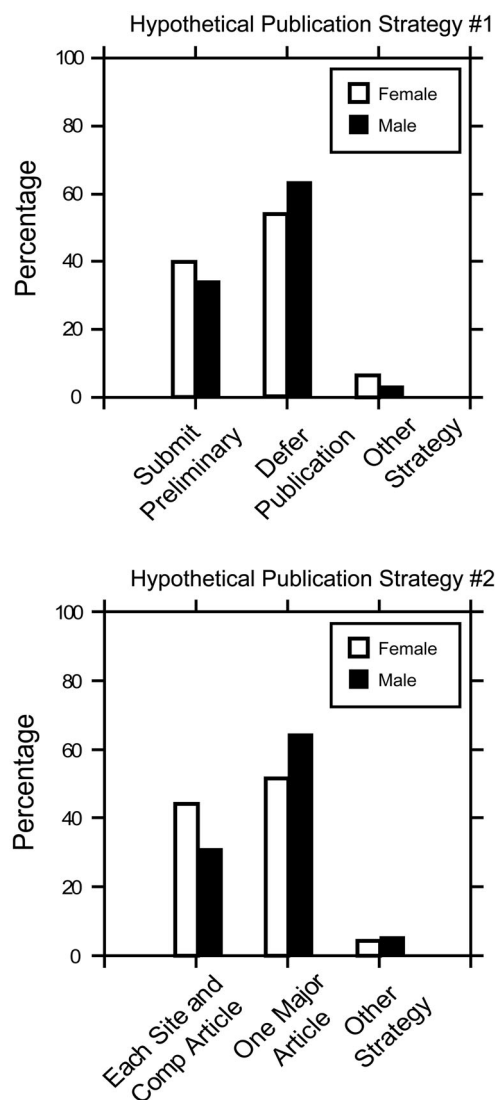 Hypothetical Publication Strategy #1
100
80
60
40
20
0
Percentage
Female
Male
Submit
Preliminary
Defer
Publication
Other
Strategy
Hypothetical Publication Strategy #2
100
80
60
40
20
0
Percentage
Female
Male
Each Site and
Comp Article
One Major
Article
Other
Strategy